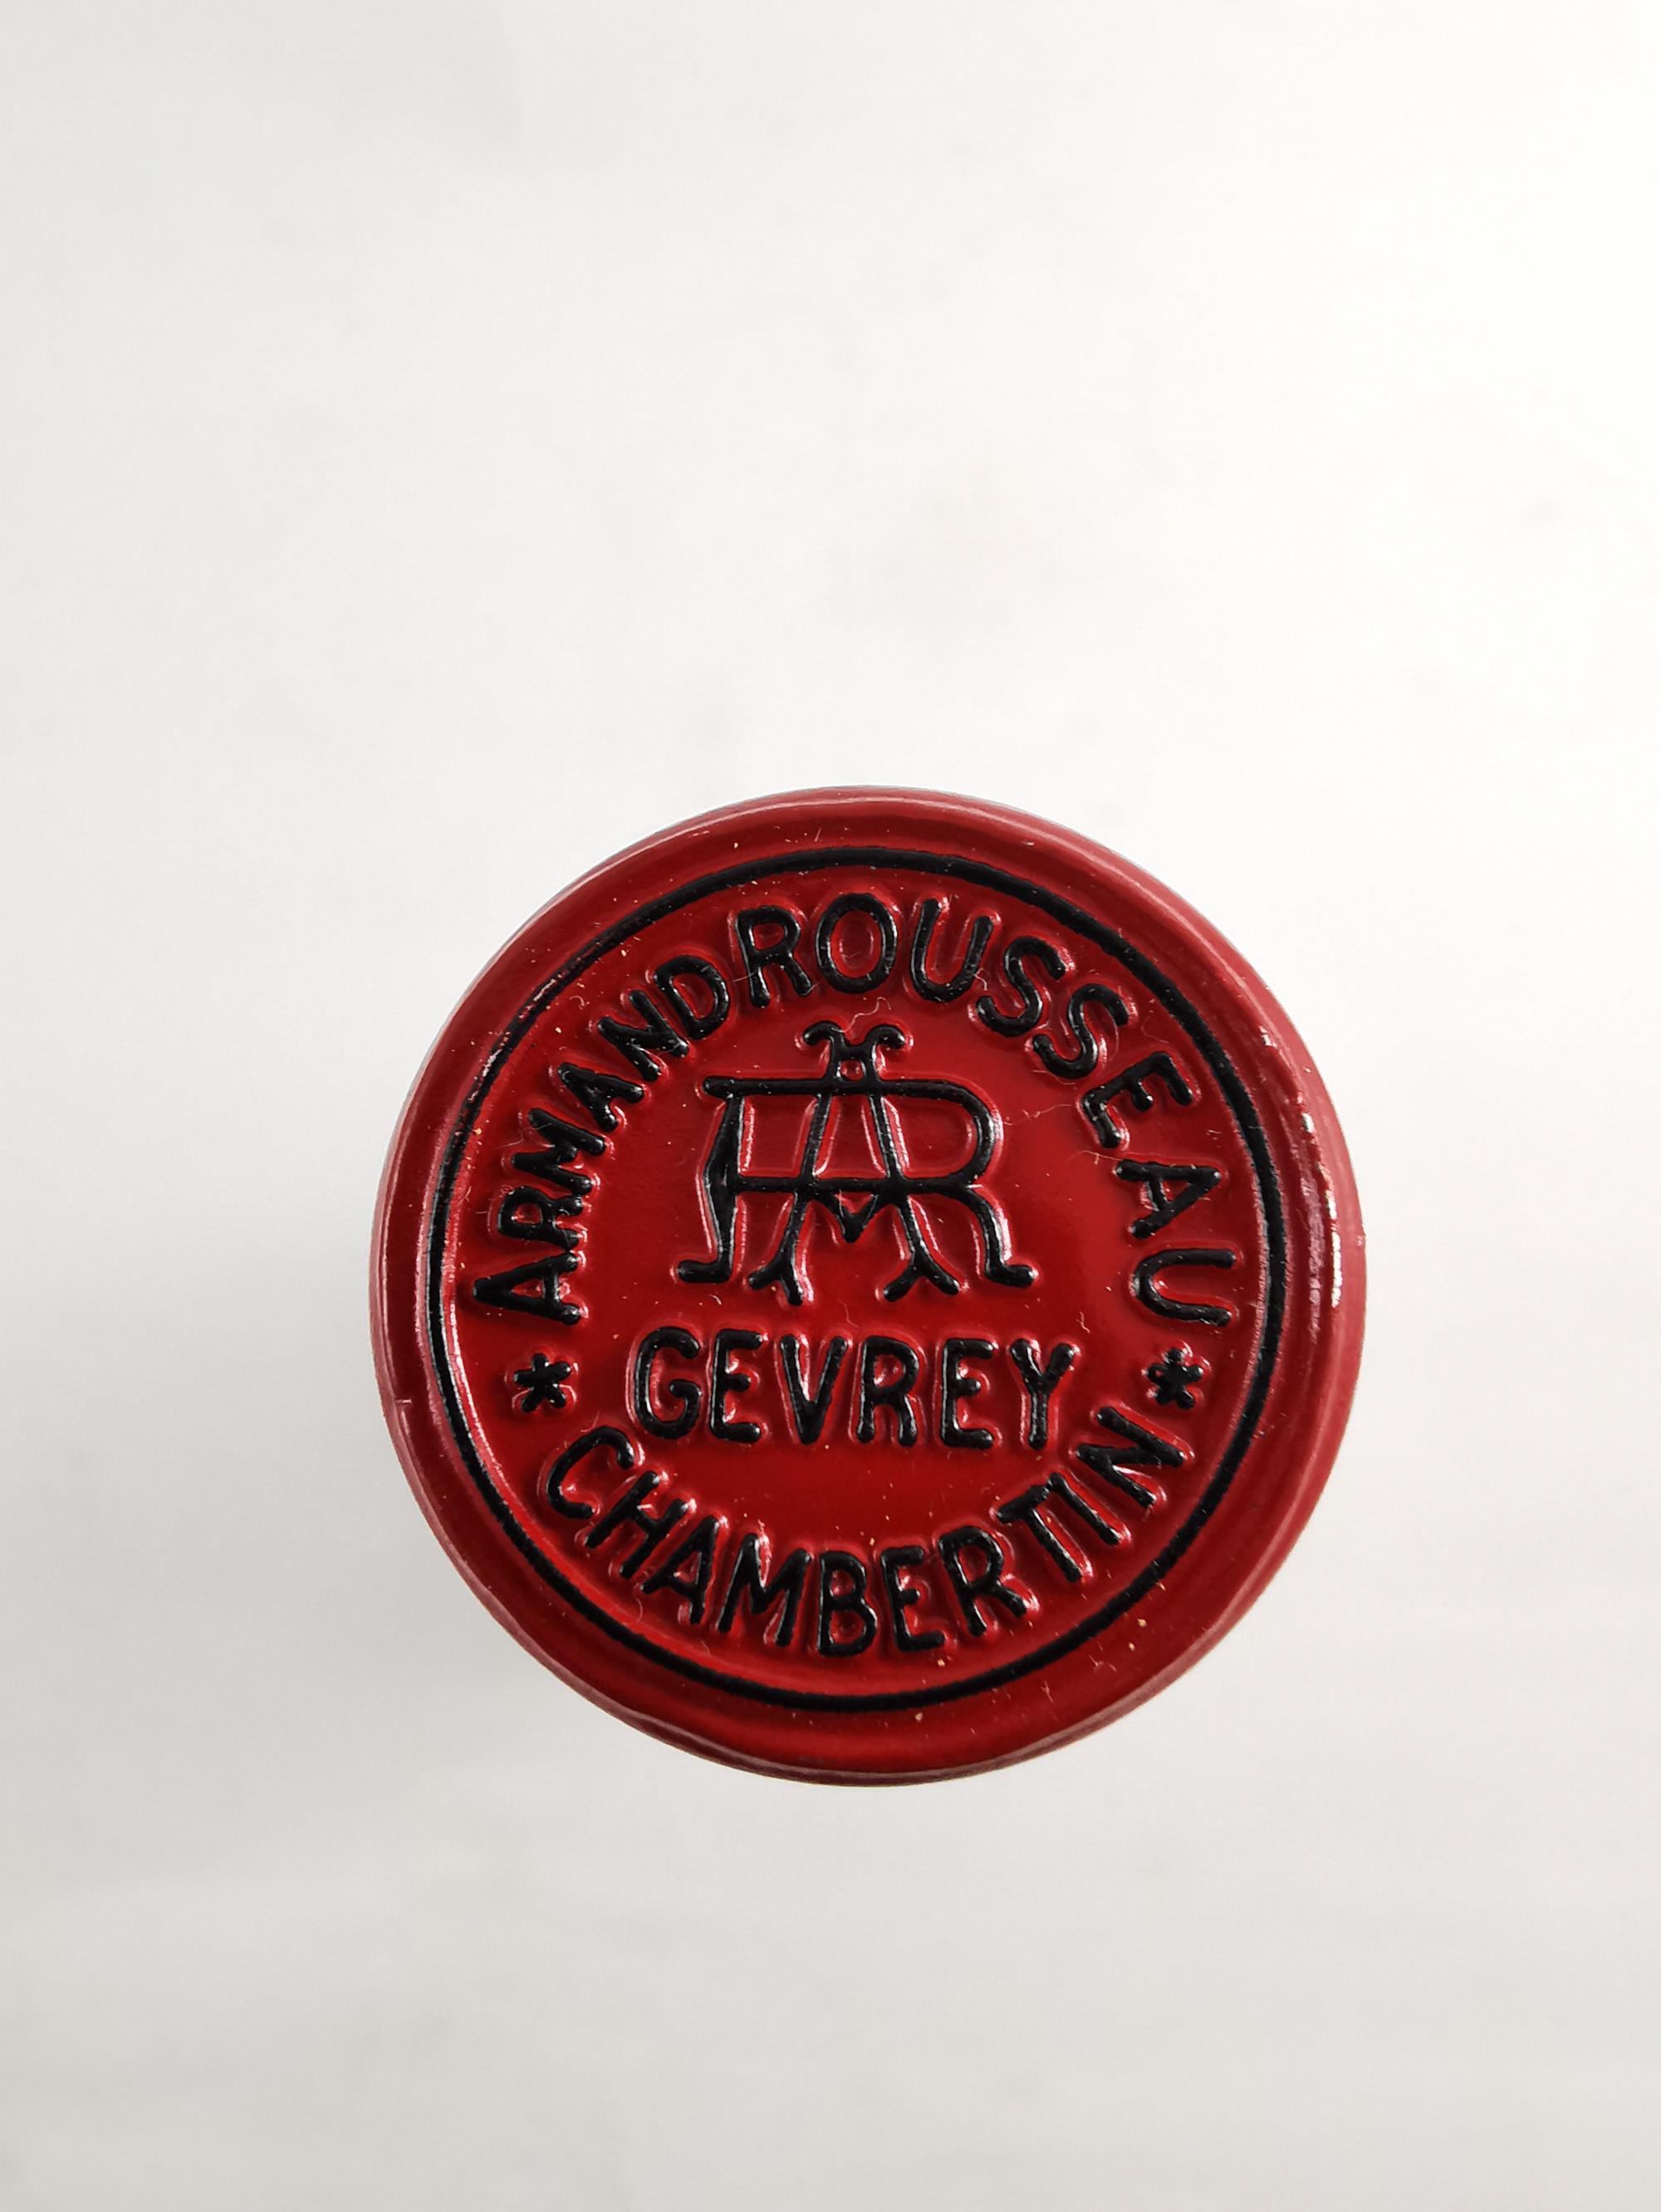 ARMAND ROUSSEAU
AR
GEVREY
* CHAMBERTIN *